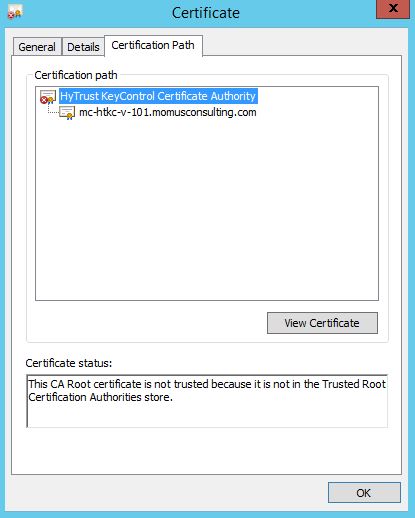 Certificate
x
General
Details
Certification Path
Certification path
HyTrust KeyControl Certificate Authority
mc-htkc-v-101.momusconsulting.com
View Certificate
Certificate status:
This CA Root certificate is not trusted because it is not in the Trusted Root
Certification Authorities store.
OK